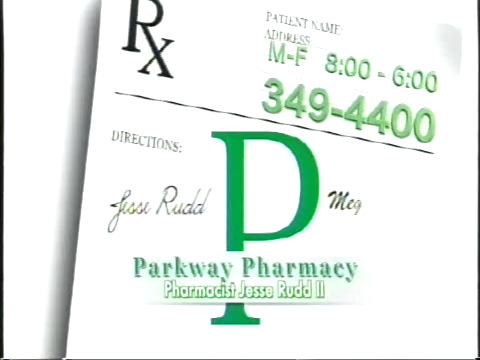 Rx
PATIENT NAME:
ADDRESS:
M-F 8:00 - 6:00
349-4400
DIRECTIONS:
P
Jesse Rudd
Meg
Parkway Pharmacy
Pharmacist Jesse Rudd II